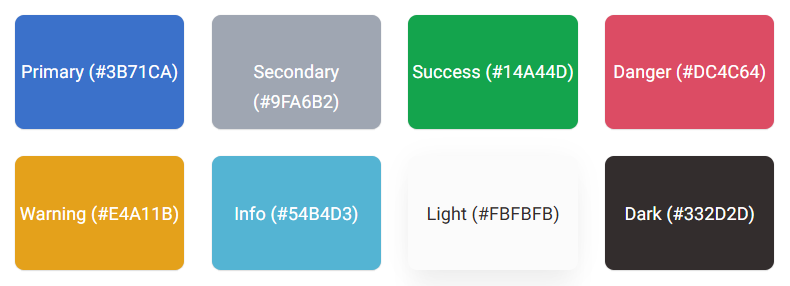 Primary (#3B71CA)
Secondary
(#9FA6B2)
Success (#14A44D)
Danger (#DC4C64)
Warning (#E4A11B)
Info (#54B4D3)
Light (#FBFBFB)
Dark (#332D2D)